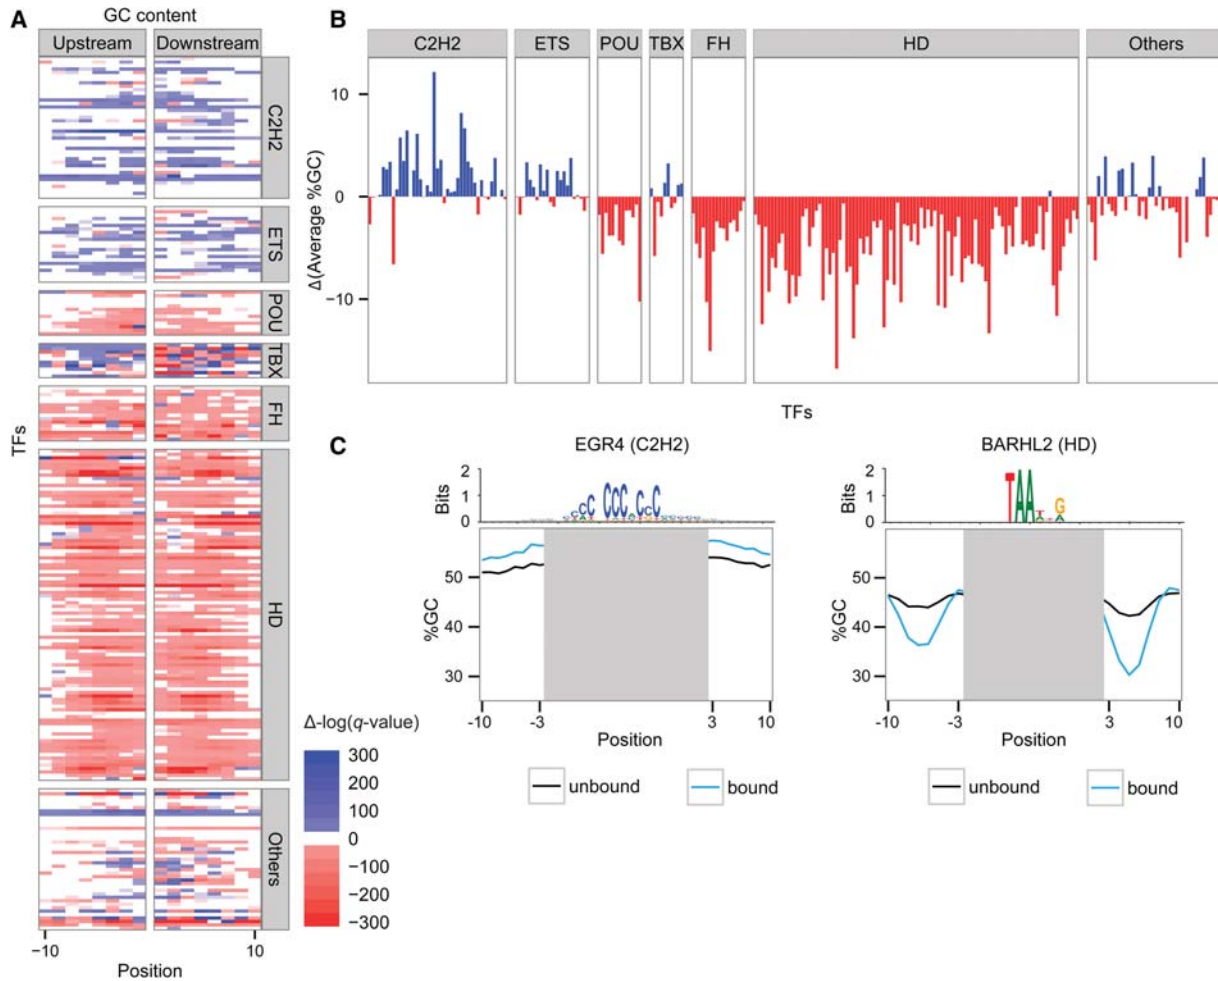 A
GC content
Upstream Downstream
C2H2
ETS
POU
TBX
FH
HD
Others
TFs
−10 10
Position
Δ-log(q-value)
300
200
100
0
−100
−200
−300
B
C2H2 ETS POU TBX FH HD Others
Δ(Average %GC)
10
0
−10
TFs
C
EGR4 (C2H2)
Bits
2
1
0
%GC
50
40
30
-10 -3 3 10
Position
unbound bound
BARHL2 (HD)
Bits
2
1
0
TAA
G
%GC
50
40
30
-10 -3 3 10
Position
unbound bound